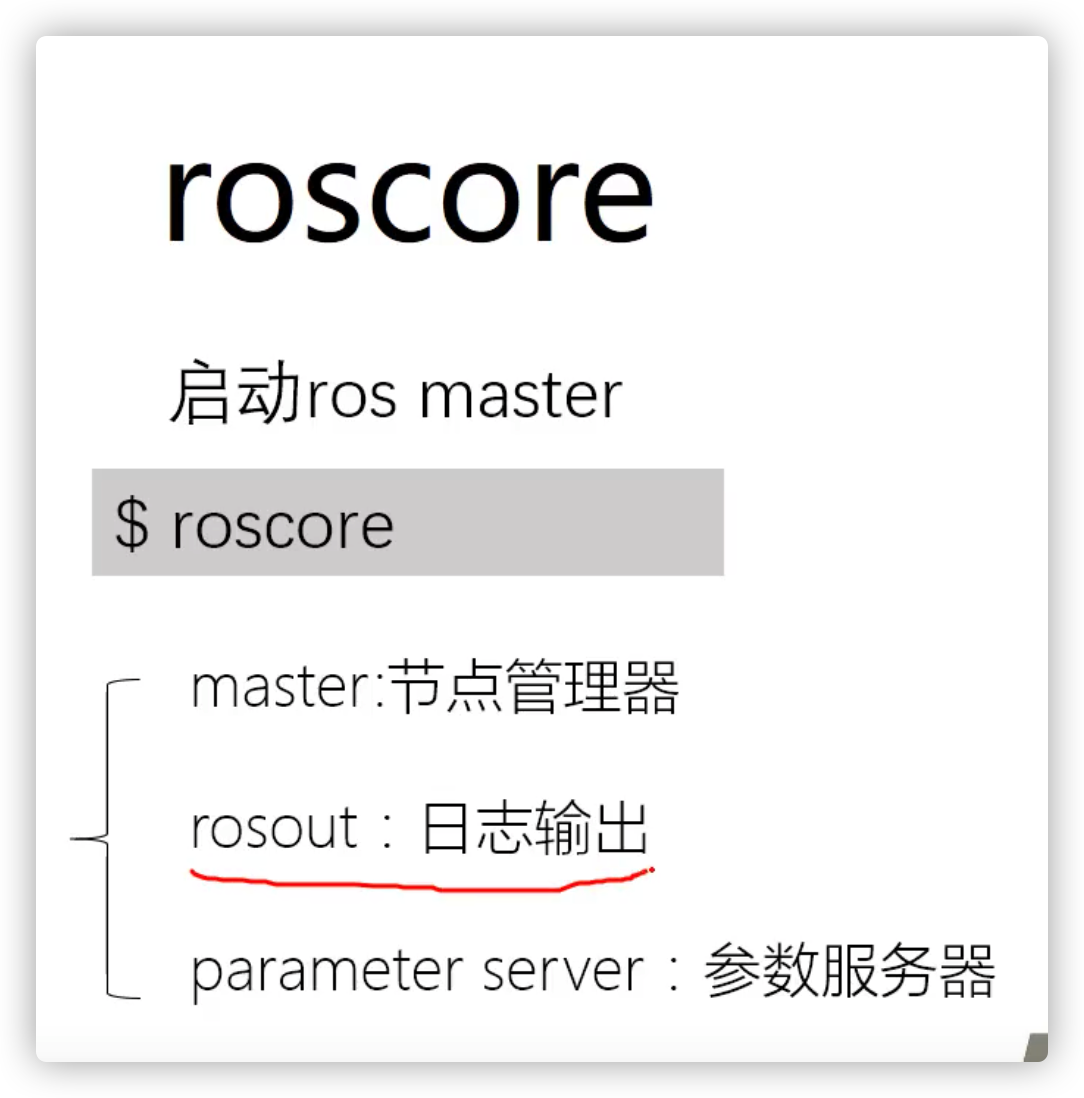 roscore
启动ros master
$ roscore
master:节点管理器
rosout：日志输出
parameter server：参数服务器